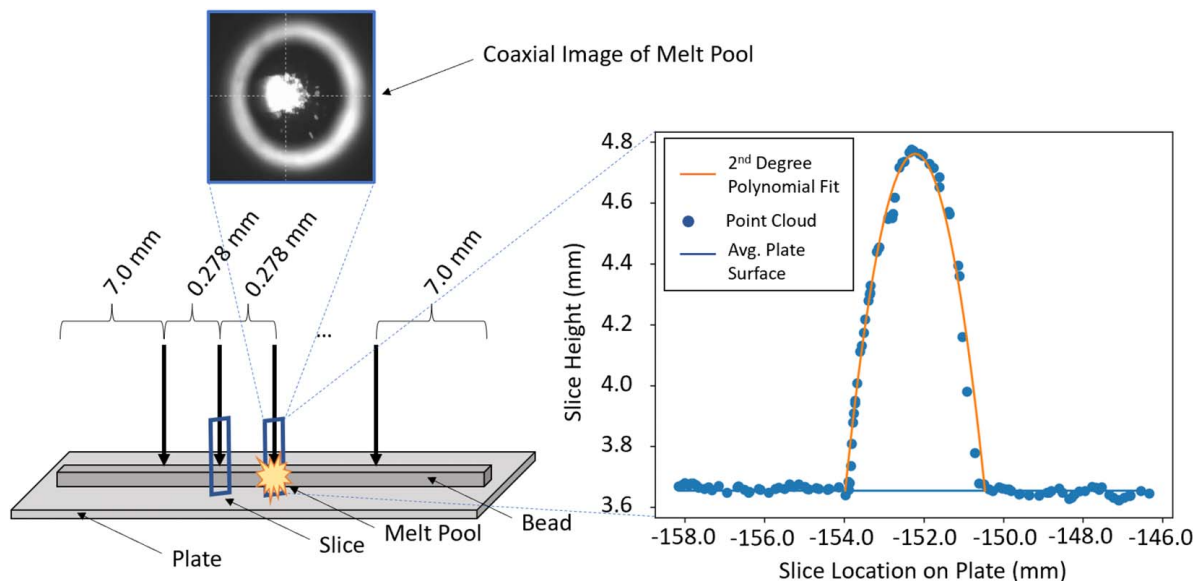 Coaxial Image of Melt Pool
7.0 mm
0.278 mm
0.278 mm
...
7.0 mm
Plate
Slice
Melt Pool
Bead
Slice Height (mm)
4.8
4.6
4.4
4.2
4.0
3.8
3.6
2nd Degree
Polynomial Fit
Point Cloud
Avg. Plate
Surface
-158.0 -156.0 -154.0 -152.0 -150.0 -148.0 -146.0
Slice Location on Plate (mm)